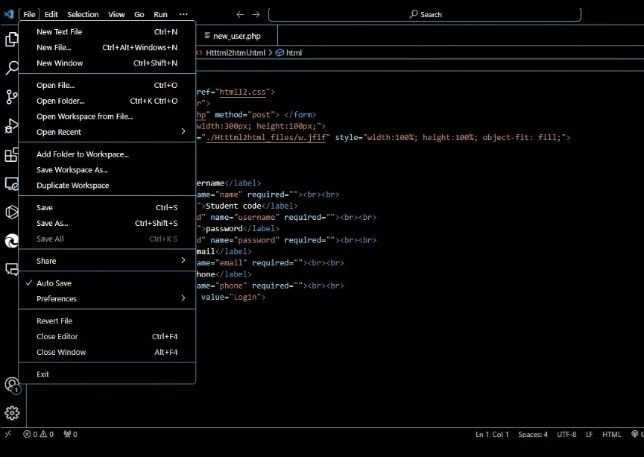 File Edit Selection View Go Run ··· ← → Search
New Text File Ctrl+N
New File... Ctrl+Alt+Windows+N
New Window Ctrl+Shift+N
Open File... Ctrl+O
Open Folder... Ctrl+K Ctrl+O
Open Workspace from File...
Open Recent >
Add Folder to Workspace...
Save Workspace As...
Duplicate Workspace
Save Ctrl+S
Save As... Ctrl+Shift+S
Save All Ctrl+K S
Share >
✓ Auto Save
Preferences >
Revert File
Close Editor Ctrl+F4
Close Window Alt+F4
Exit
new_user.php
Htttml2html.html > html
ref="htmll2.css">
r">
hp" method="post"> </form>
width:300px; height:100px;">
="./Htttml2html_files/w.jfif" style="width:100%; height:100%; object-fit: fill;">
ername</label>
ame="name" required=""><br><br>
">Student code</label>
d" name="username" required=""><br><br>
">password</label>
d" name="password" required=""><br><br>
mail</label>
ame="email" required=""><br><br>
hone</label>
ame="phone" required=""><br><br>
value="Login">
1
0 0 0
Ln 1, Col 1 Spaces: 4 UTF-8 LF HTML